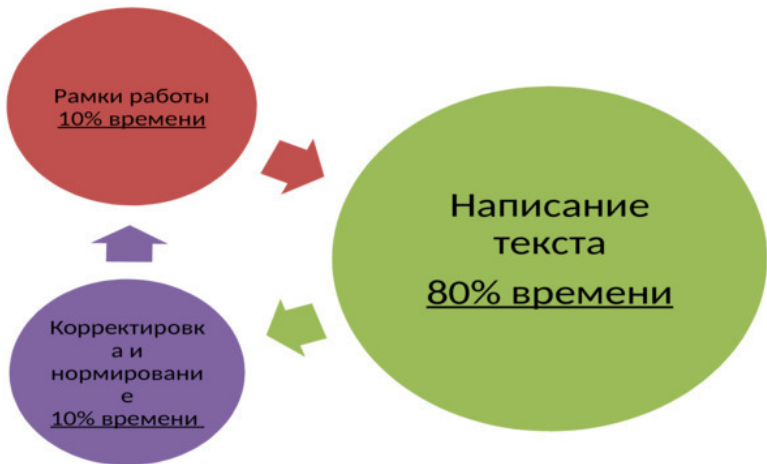 Рамки работы
10% времени
Написание
текста
80% времени
Корректировк
а и
нормировани
е
10% времени